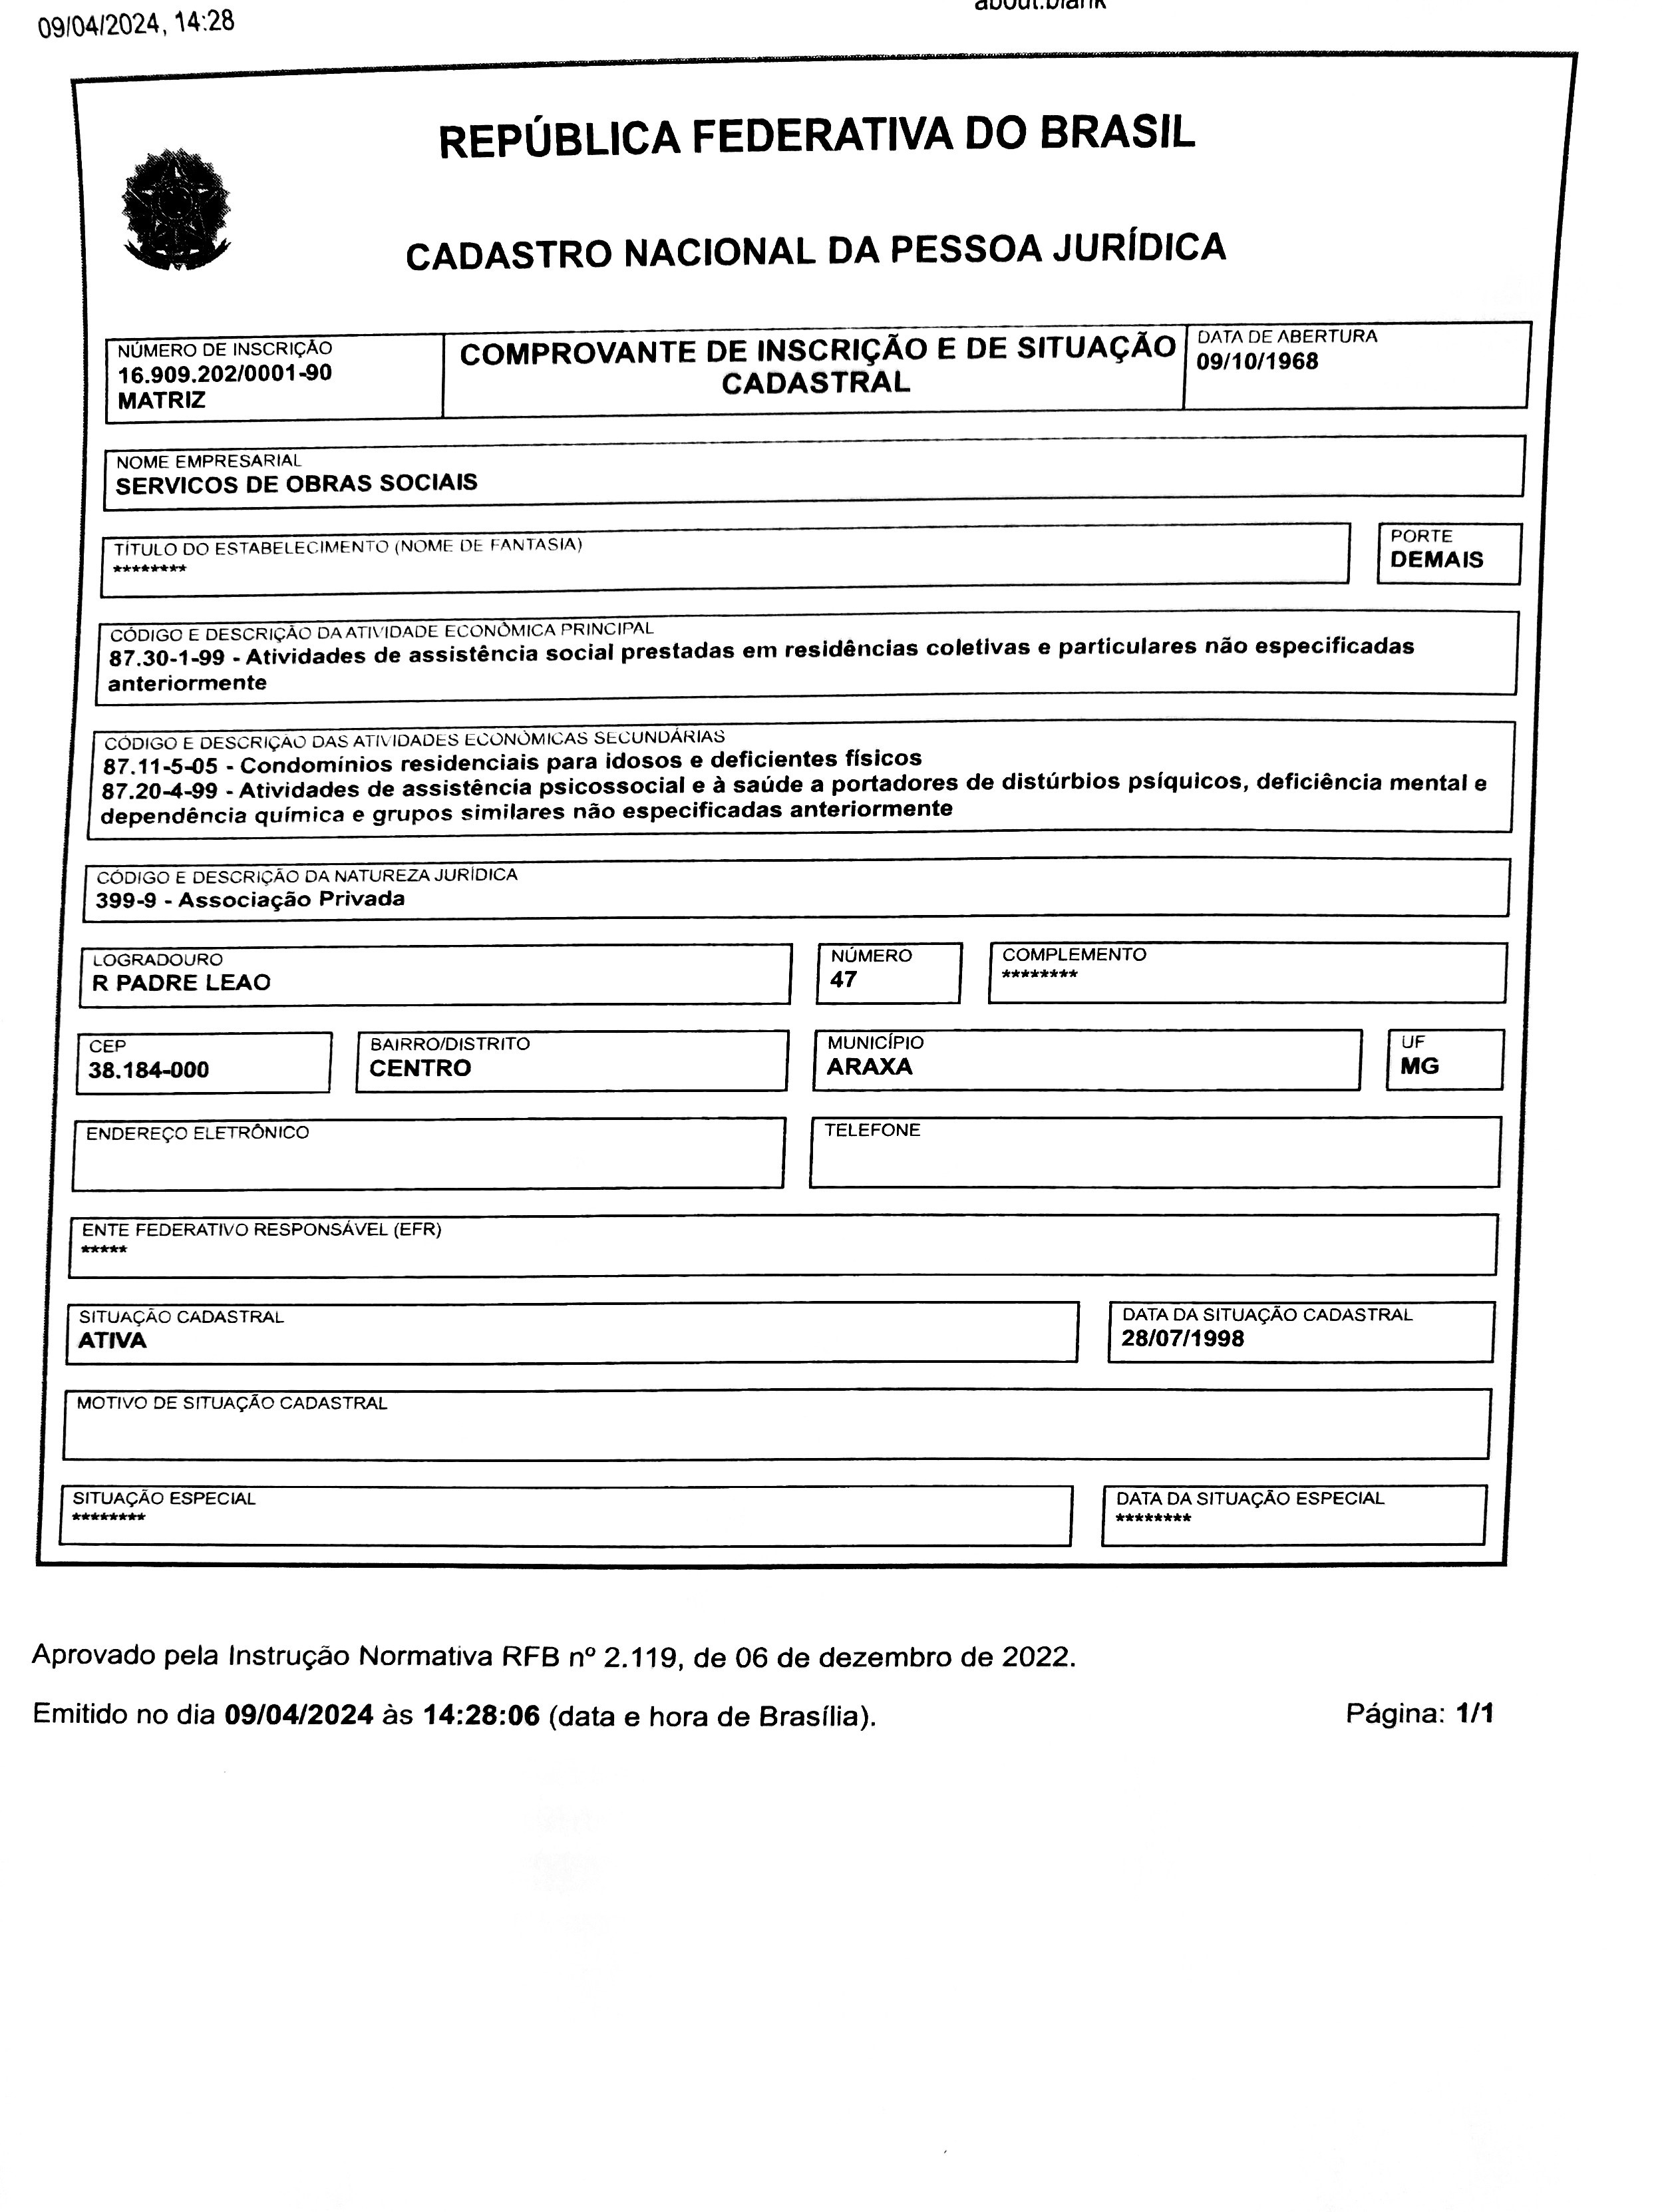 09/04/2024, 14:28
about:blank
REPÚBLICA FEDERATIVA DO BRASIL
CADASTRO NACIONAL DA PESSOA JURÍDICA
NÚMERO DE INSCRIÇÃO
16.909.202/0001-90
MATRIZ
COMPROVANTE DE INSCRIÇÃO E DE SITUAÇÃO
CADASTRAL
DATA DE ABERTURA
09/10/1968
NOME EMPRESARIAL
SERVICOS DE OBRAS SOCIAIS
TÍTULO DO ESTABELECIMENTO (NOME DE FANTASIA)
********
PORTE
DEMAIS
CÓDIGO E DESCRIÇÃO DA ATIVIDADE ECONÔMICA PRINCIPAL
87.30-1-99 - Atividades de assistência social prestadas em residências coletivas e particulares não especificadas
anteriormente
CÓDIGO E DESCRIÇÃO DAS ATIVIDADES ECONÔMICAS SECUNDÁRIAS
87.11-5-05 - Condomínios residenciais para idosos e deficientes físicos
87.20-4-99 - Atividades de assistência psicossocial e à saúde a portadores de distúrbios psíquicos, deficiência mental e
dependência química e grupos similares não especificadas anteriormente
CÓDIGO E DESCRIÇÃO DA NATUREZA JURÍDICA
399-9 - Associação Privada
LOGRADOURO
R PADRE LEAO
NÚMERO
47
COMPLEMENTO
********
CEP
38.184-000
BAIRRO/DISTRITO
CENTRO
MUNICÍPIO
ARAXA
UF
MG
ENDEREÇO ELETRÔNICO
TELEFONE
ENTE FEDERATIVO RESPONSÁVEL (EFR)
*****
SITUAÇÃO CADASTRAL
ATIVA
DATA DA SITUAÇÃO CADASTRAL
28/07/1998
MOTIVO DE SITUAÇÃO CADASTRAL
SITUAÇÃO ESPECIAL
********
DATA DA SITUAÇÃO ESPECIAL
********
Aprovado pela Instrução Normativa RFB nº 2.119, de 06 de dezembro de 2022.
Emitido no dia 09/04/2024 às 14:28:06 (data e hora de Brasília).
Página: 1/1